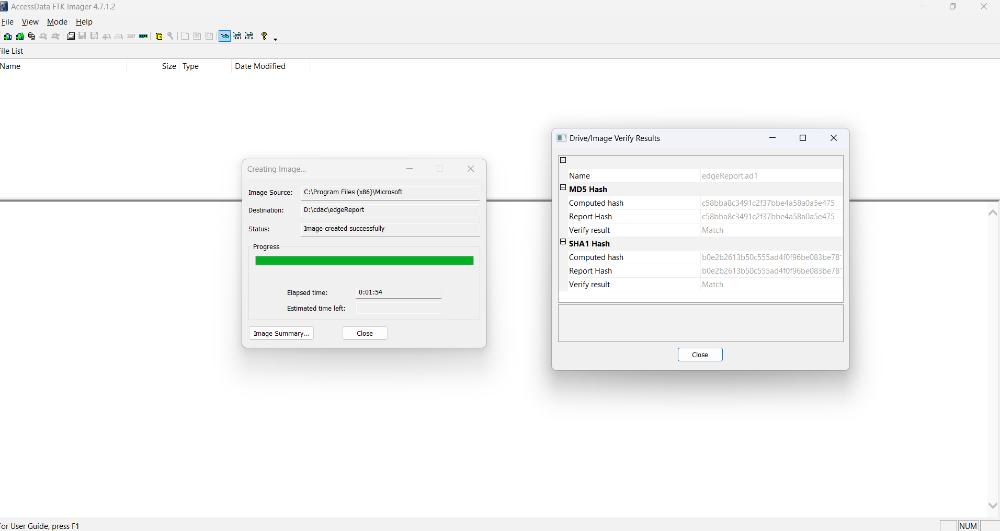 AccessData FTK Imager 4.7.1.2
File View Mode Help
TEXT HEX
ile List
Name Size Type Date Modified
Drive/Image Verify Results
Name edgeReport.ad1
MD5 Hash
Computed hash c58bba8c3491c2f37bbe4a58a0a5e475
Report Hash c58bba8c3491c2f37bbe4a58a0a5e475
Verify result Match
SHA1 Hash
Computed hash b0e2b2613b50c555ad4f0f96be083be78
Report Hash b0e2b2613b50c555ad4f0f96be083be78
Verify result Match
Close
Creating Image...
Image Source: C:\Program Files (x86)\Microsoft
Destination: D:\cdac\edgeReport
Status: Image created successfully
Progress
Elapsed time: 0:01:54
Estimated time left:
Image Summary... Close
or User Guide, press F1
NUM